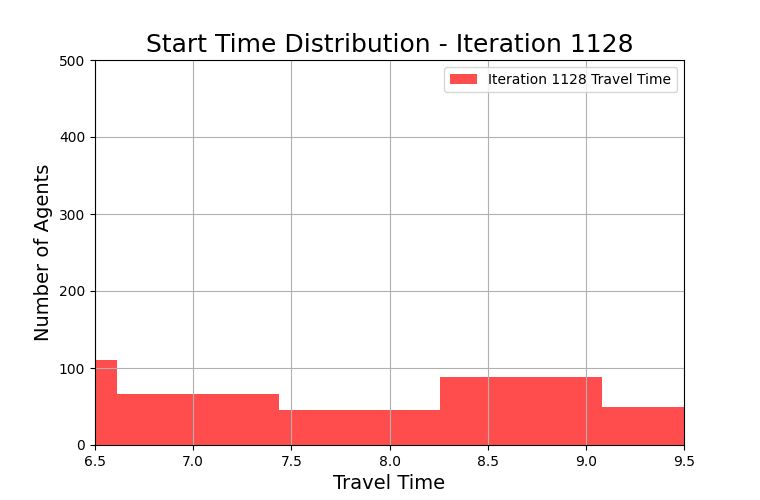 Start Time Distribution - Iteration 1128
Iteration 1128 Travel Time
Number of Agents
500
400
300
200
100
0
6.5 7.0 7.5 8.0 8.5 9.0 9.5
Travel Time